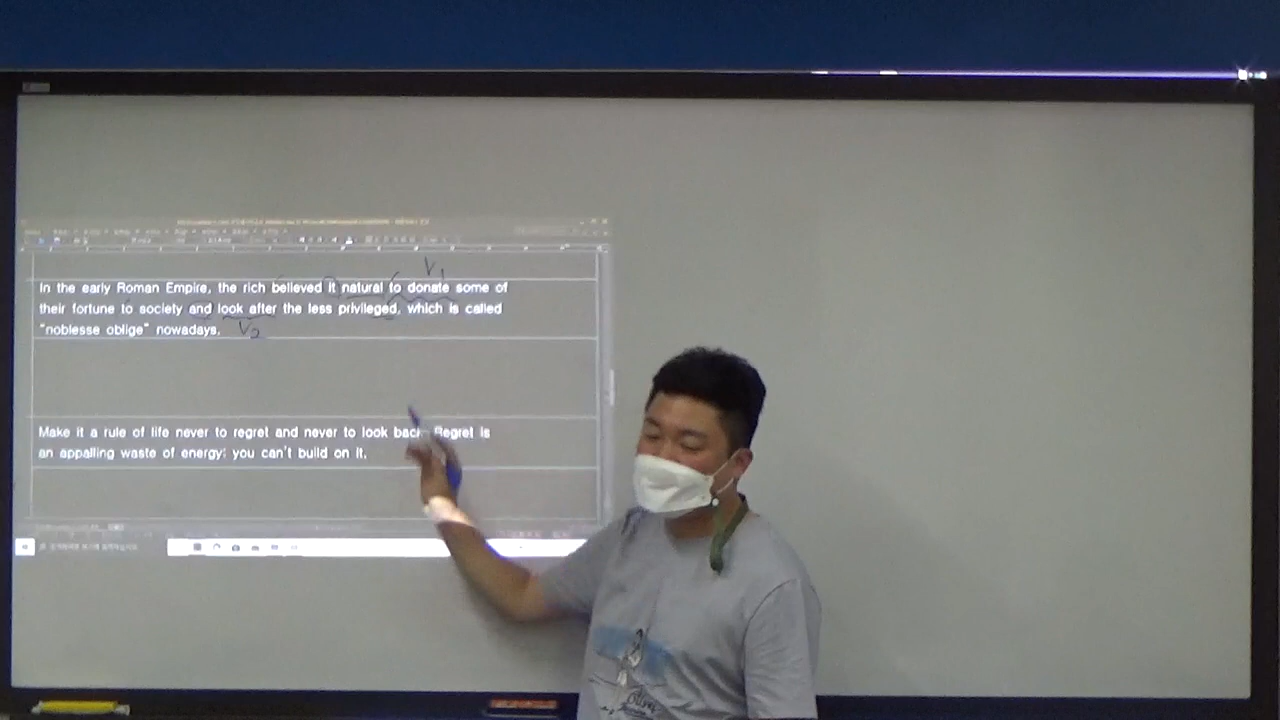 V1
In the early Roman Empire, the rich believed it natural to donate some of
their fortune to society and look after the less privileged, which is called
"noblesse oblige" nowadays.
V2
Make it a rule of life never to regret and never to look back. Regret is
an appalling waste of energy; you can't build on it.